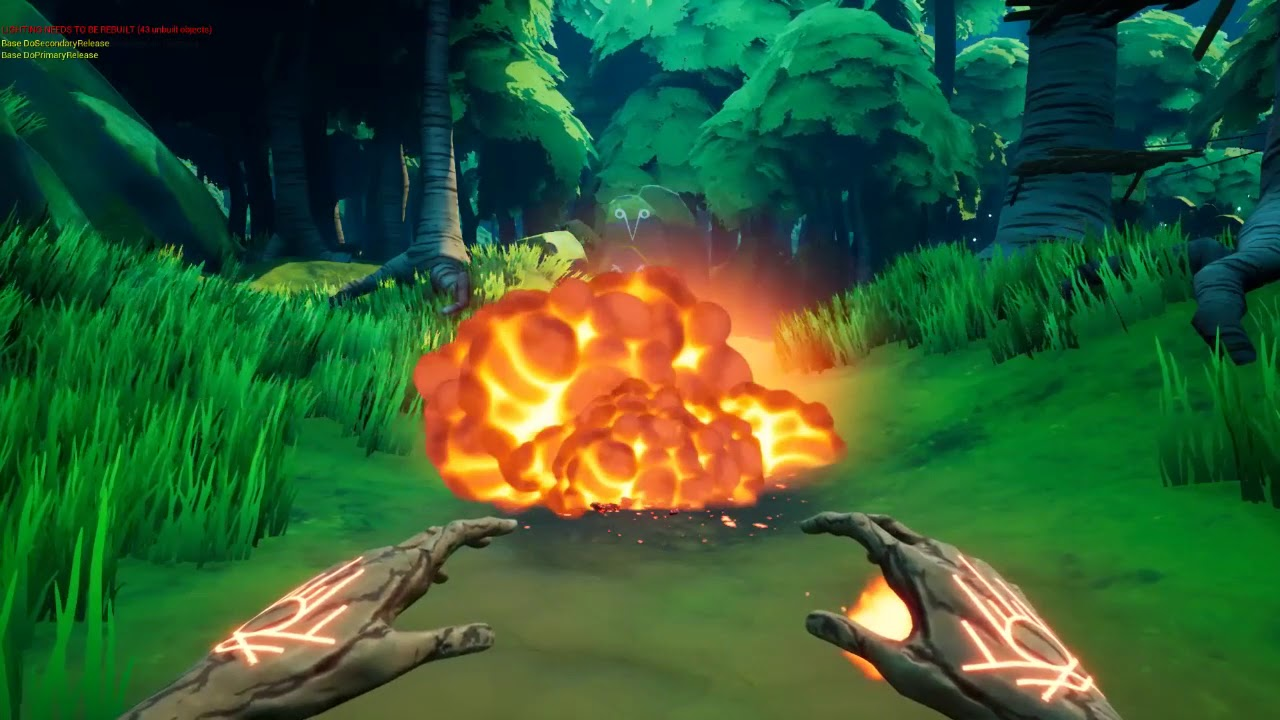 LIGHTING NEEDS TO BE REBUILT (43 unbuilt objects)
Base DoSecondaryRelease
Base DoPrimaryRelease